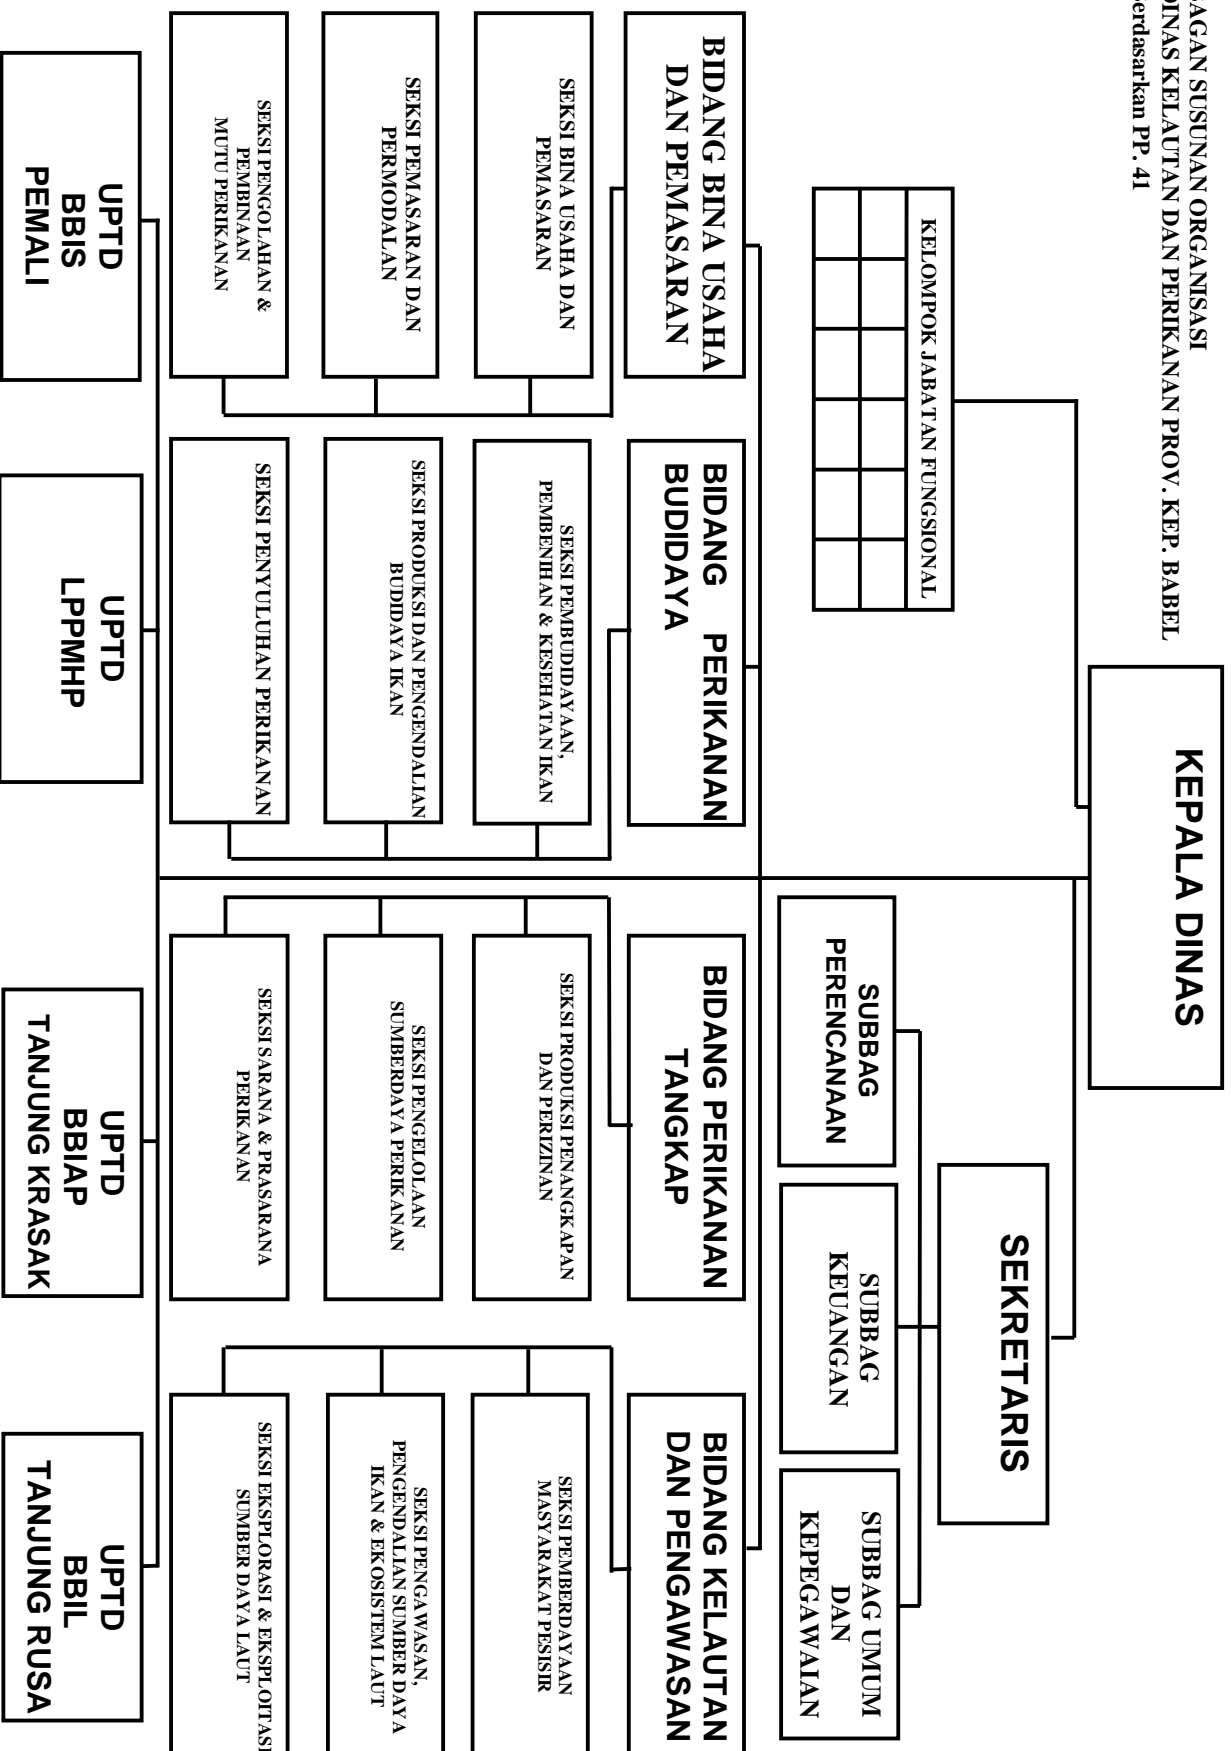 AGAN SUSUNAN ORGANISASI
DINAS KELAUTAN DAN PERIKANAN PROV. KEP. BABEL
erdasarkan PP. 41
KEPALA DINAS
KELOMPOK JABATAN FUNGSIONAL
SEKRETARIS
SUBBAG
PERENCANAAN
SUBBAG
KEUANGAN
SUBBAG UMUM
DAN
KEPEGAWAIAN
BIDANG BINA USAHA
DAN PEMASARAN
BIDANG PERIKANAN
BUDIDAYA
BIDANG PERIKANAN
TANGKAP
BIDANG KELAUTAN
DAN PENGAWASAN
SEKSI BINA USAHA DAN
PEMASARAN
SEKSI PEMBUDIDAYAAN,
PEMBENIHAN & KESEHATAN IKAN
SEKSI PRODUKSI PENANGKAPAN
DAN PERIZINAN
SEKSI PEMBERDAYAAN
MASYARAKAT PESISIR
SEKSI PEMASARAN DAN
PERMODALAN
SEKSI PRODUKSI DAN PENGENDALIAN
BUDIDAYA IKAN
SEKSI PENGELOLAAN
SUMBERDAYA PERIKANAN
SEKSI PENGAWASAN,
PENGENDALIAN SUMBER DAYA
IKAN & EKOSISTEM LAUT
SEKSI PENGOLAHAN &
PEMBINAAN
MUTU PERIKANAN
SEKSI PENYULUHAN PERIKANAN
SEKSI SARANA & PRASARANA
PERIKANAN
SEKSI EKSPLORASI & EKSPLOITASI
SUMBER DAYA LAUT
UPTD
BBIS
PEMALI
UPTD
LPPMHP
UPTD
BBIAP
TANJUNG KRASAK
UPTD
BBIL
TANJUNG RUSA